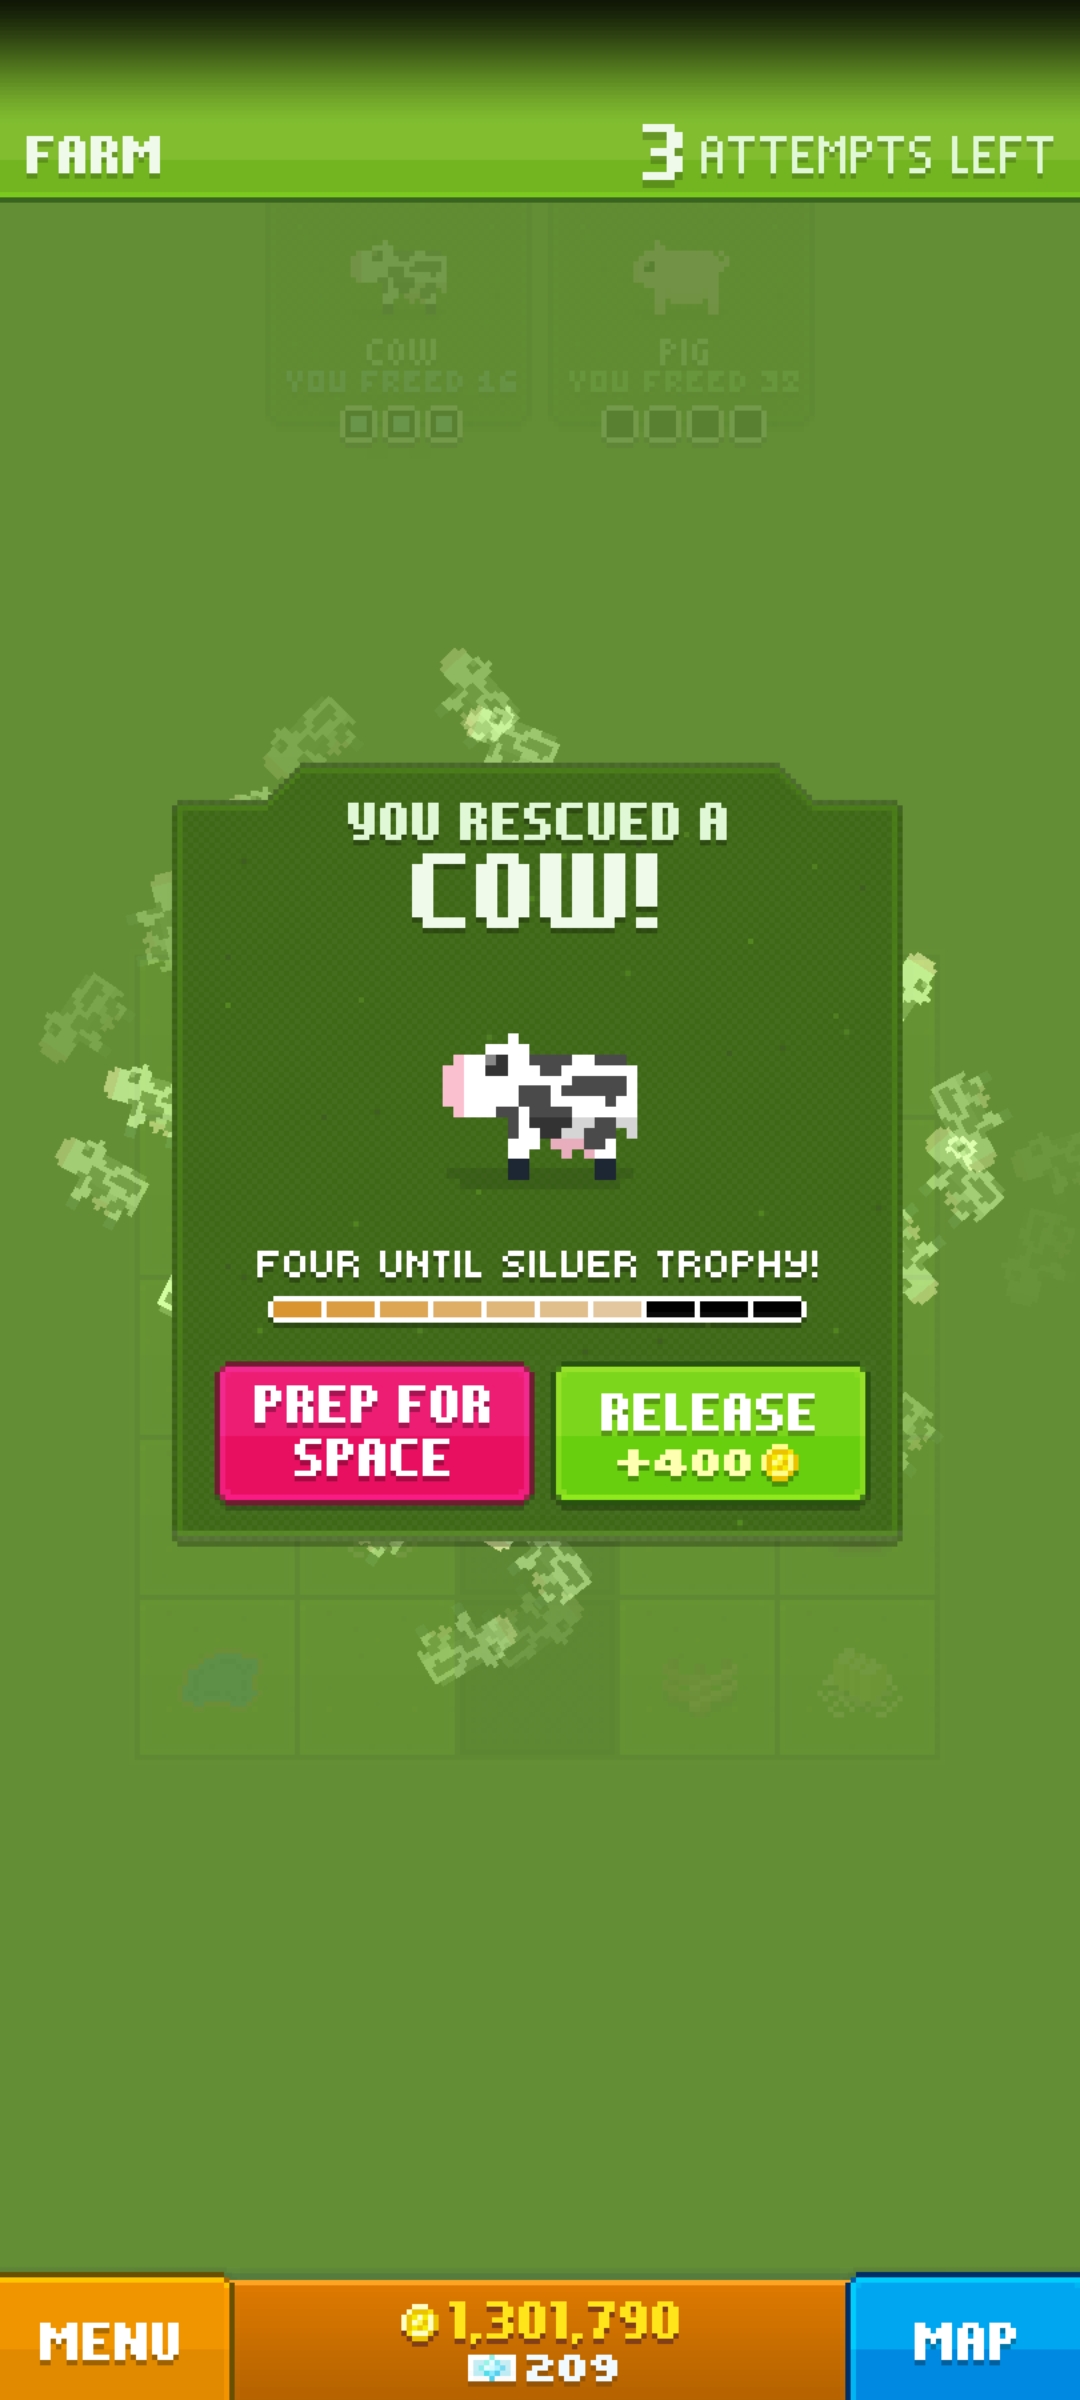 FARM
3 ATTEMPTS LEFT
COW
YOU FREED 16
PIG
YOU FREED 38
YOU RESCUED A
COW!
FOUR UNTIL SILVER TROPHY!
PREP FOR
SPACE
RELEASE
+400
MENU
1,301,790
209
MAP